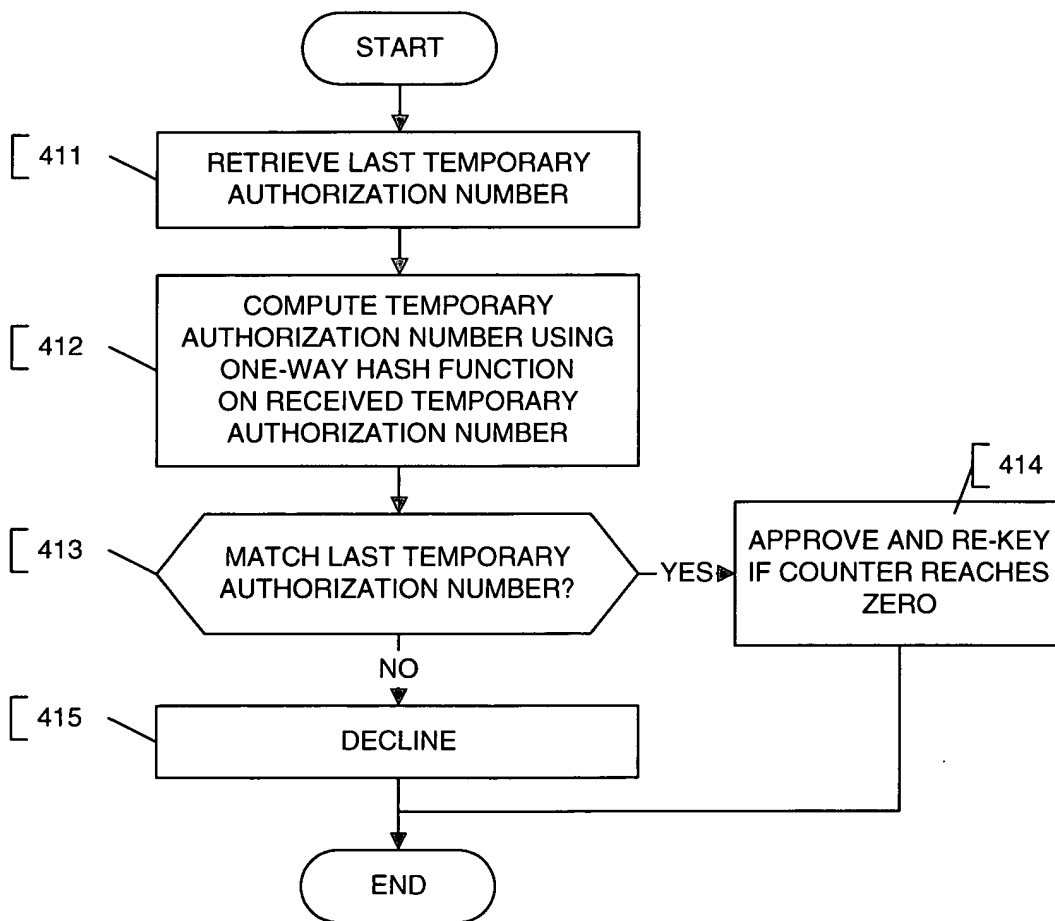 START
411
RETRIEVE LAST TEMPORARY
AUTHORIZATION NUMBER
412
COMPUTE TEMPORARY
AUTHORIZATION NUMBER USING
ONE-WAY HASH FUNCTION
ON RECEIVED TEMPORARY
AUTHORIZATION NUMBER
413
MATCH LAST TEMPORARY
AUTHORIZATION NUMBER?
YES
414
APPROVE AND RE-KEY
IF COUNTER REACHES
ZERO
NO
415
DECLINE
END